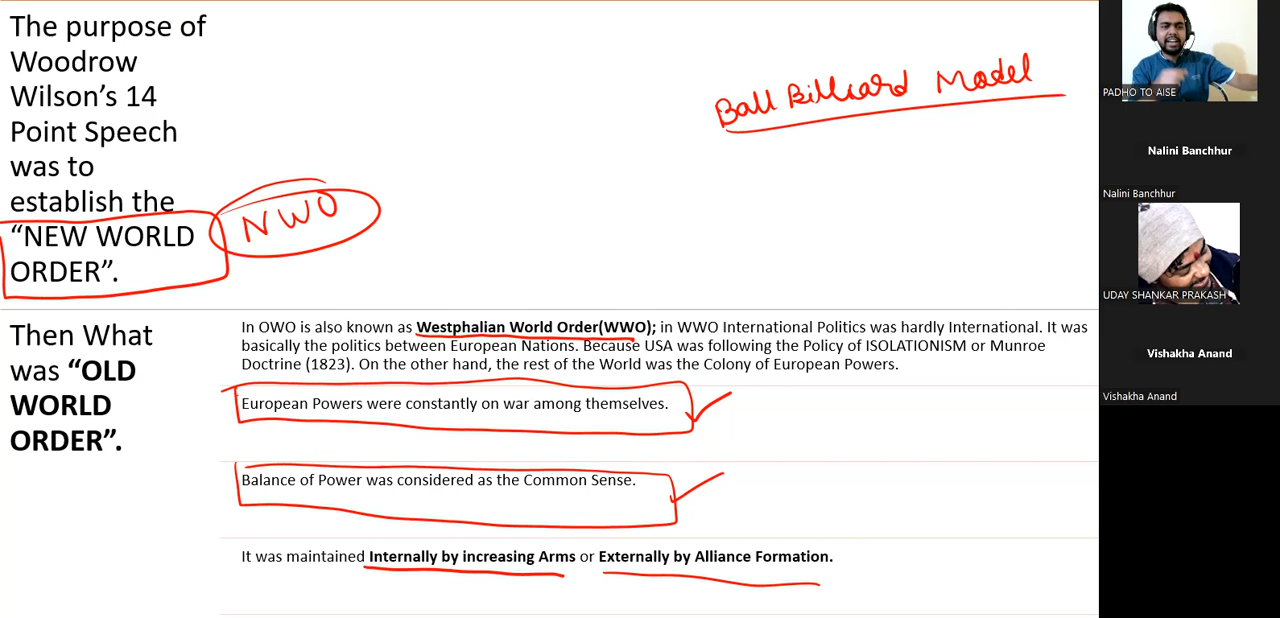 The purpose of
Woodrow
Wilson’s 14
Point Speech
was to
establish the
“NEW WORLD
ORDER”.
NWO
Ball Billiard Model
Then What
was “OLD
WORLD
ORDER”.
In OWO is also known as Westphalian World Order(WWO); in WWO International Politics was hardly International. It was
basically the politics between European Nations. Because USA was following the Policy of ISOLATIONISM or Munroe
Doctrine (1823). On the other hand, the rest of the World was the Colony of European Powers.
European Powers were constantly on war among themselves.
Balance of Power was considered as the Common Sense.
It was maintained Internally by increasing Arms or Externally by Alliance Formation.
PADHO TO AISE
Nalini Banchhur
Nalini Banchhur
UDAY SHANKAR PRAKASH
Vishakha Anand
Vishakha Anand